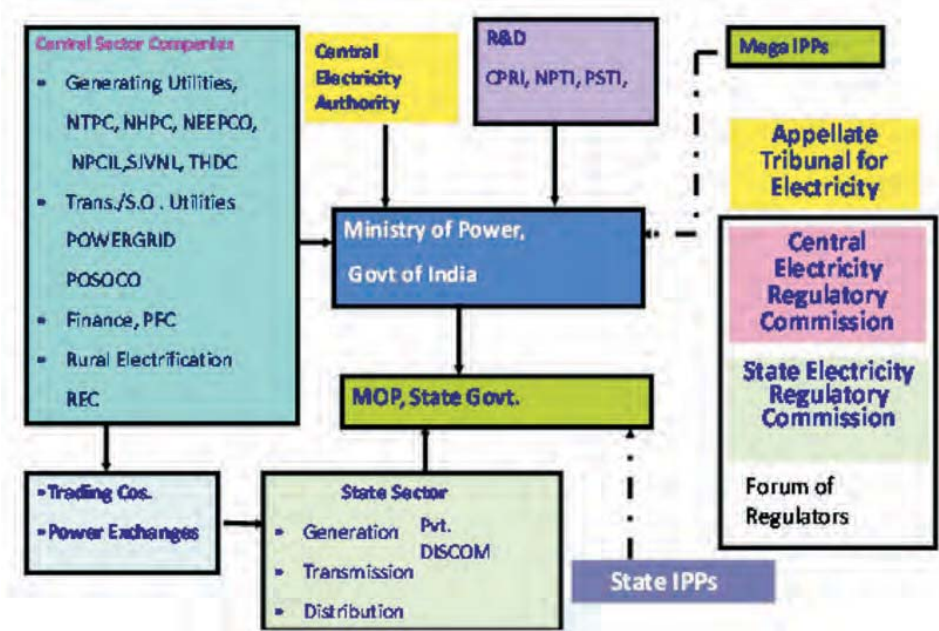 Central Sector Companies
• Generating Utilities,
NTPC, NHPC, NEEPCO,
NPCIL,SJVNL, THDC
• Trans./S.O. Utilities
POWERGRID
POSOCO
• Finance, PFC
• Rural Electrification
REC
Central
Electricity
Authority
R&D
CPRI, NPTI, PSTI,
Mega IPPs
Appellate
Tribunal for
Electricity
Ministry of Power,
Govt of India
Central
Electricity
Regulatory
Commission
State Electricity
Regulatory
Commission
Forum of
Regulators
MOP, State Govt.
•Trading Cos.
•Power Exchanges
State Sector
• Generation
• Transmission
• Distribution
Pvt.
DISCOM
State IPPs